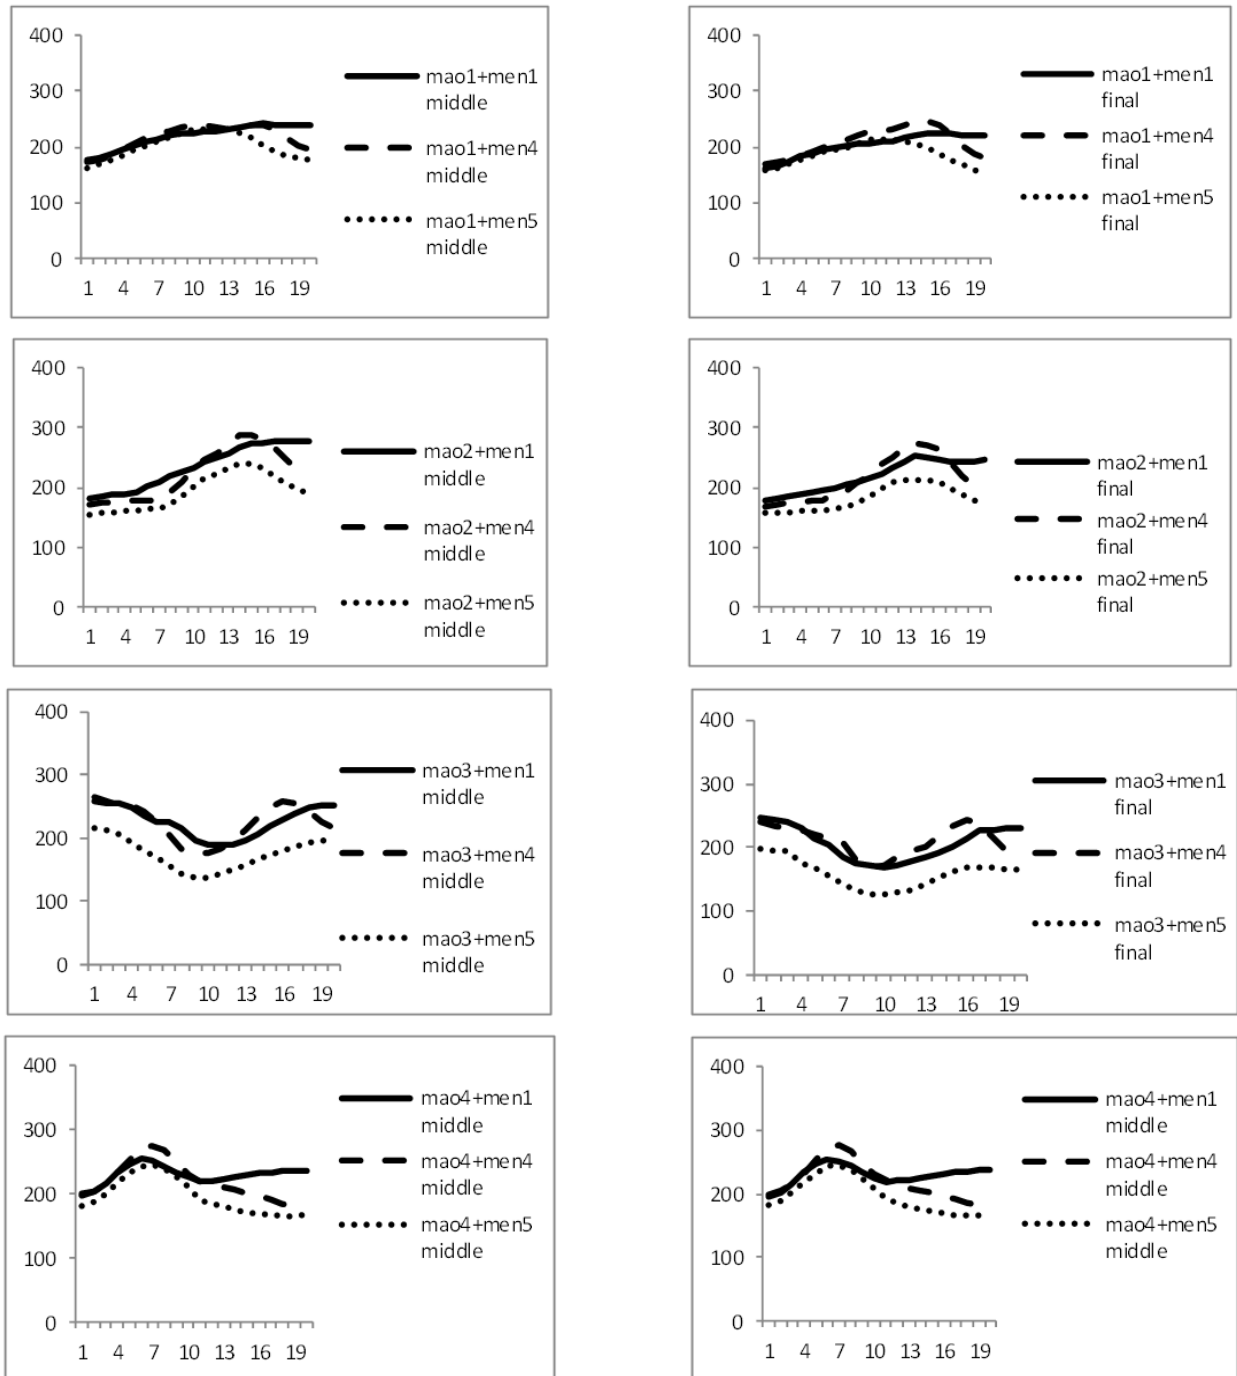 400
300
200
100
0
1 4 7 10 13 16 19
mao1+men1
middle
mao1+men4
middle
mao1+men5
middle
400
300
200
100
0
1 4 7 10 13 16 19
mao1+men1
final
mao1+men4
final
mao1+men5
final
400
300
200
100
0
1 4 7 10 13 16 19
mao2+men1
middle
mao2+men4
middle
mao2+men5
middle
400
300
200
100
0
1 4 7 10 13 16 19
mao2+men1
final
mao2+men4
final
mao2+men5
final
400
300
200
100
0
1 4 7 10 13 16 19
mao3+men1
middle
mao3+men4
middle
mao3+men5
middle
400
300
200
100
0
1 4 7 10 13 16 19
mao3+men1
final
mao3+men4
final
mao3+men5
final
400
300
200
100
0
1 4 7 10 13 16 19
mao4+men1
middle
mao4+men4
middle
mao4+men5
middle
400
300
200
100
0
1 4 7 10 13 16 19
mao4+men1
middle
mao4+men4
middle
mao4+men5
middle